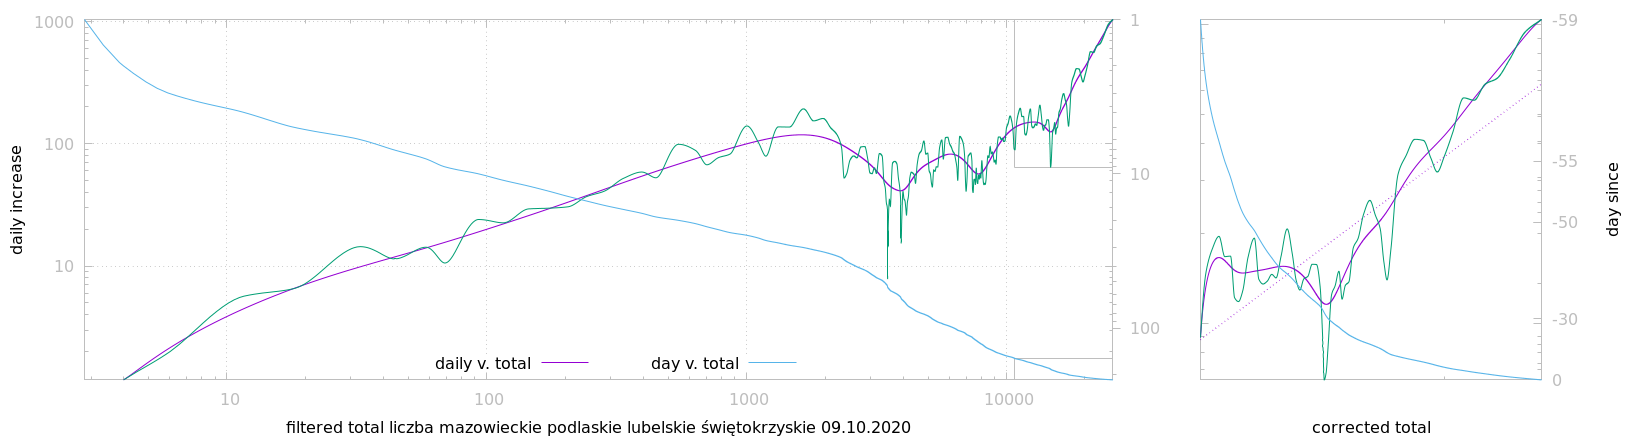 1000
100
10
daily increase
10
100
1000
10000
1
10
100
daily v. total
day v. total
filtered total liczba mazowieckie podlaskie lubelskie świętokrzyskie 09.10.2020
-59
-55
-50
-30
0
day since
corrected total